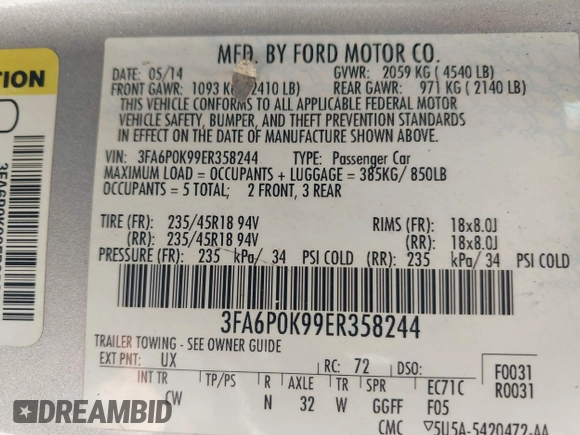 TION
MFD. BY FORD MOTOR CO.
DATE: 05/14 GVWR: 2059 KG ( 4540 LB)
FRONT GAWR: 1093 KG (2410 LB) REAR GAWR: 971 KG ( 2140 LB)
THIS VEHICLE CONFORMS TO ALL APPLICABLE FEDERAL MOTOR
VEHICLE SAFETY, BUMPER, AND THEFT PREVENTION STANDARDS
IN EFFECT ON THE DATE OF MANUFACTURE SHOWN ABOVE.
VIN: 3FA6P0K99ER358244 TYPE: Passenger Car
MAXIMUM LOAD = OCCUPANTS + LUGGAGE = 385KG/ 850LB
OCCUPANTS = 5 TOTAL; 2 FRONT, 3 REAR
TIRE (FR): 235/45R18 94V RIMS (FR): 18x8.0J
(RR): 235/45R18 94V (RR): 18x8.0J
PRESSURE (FR): 235 kPa/ 34 PSI COLD (RR): 235 kPa/ 34 PSI COLD
3FA6P0K99ER358244
TRAILER TOWING - SEE OWNER GUIDE
EXT PNT: UX RC: 72 DSO: F0031
R0031
INT TR TP/PS R AXLE TR SPR EC71C
CW N 32 W GGFF F05
CMC ▽5U5A-5420472-AA
DREAMBID